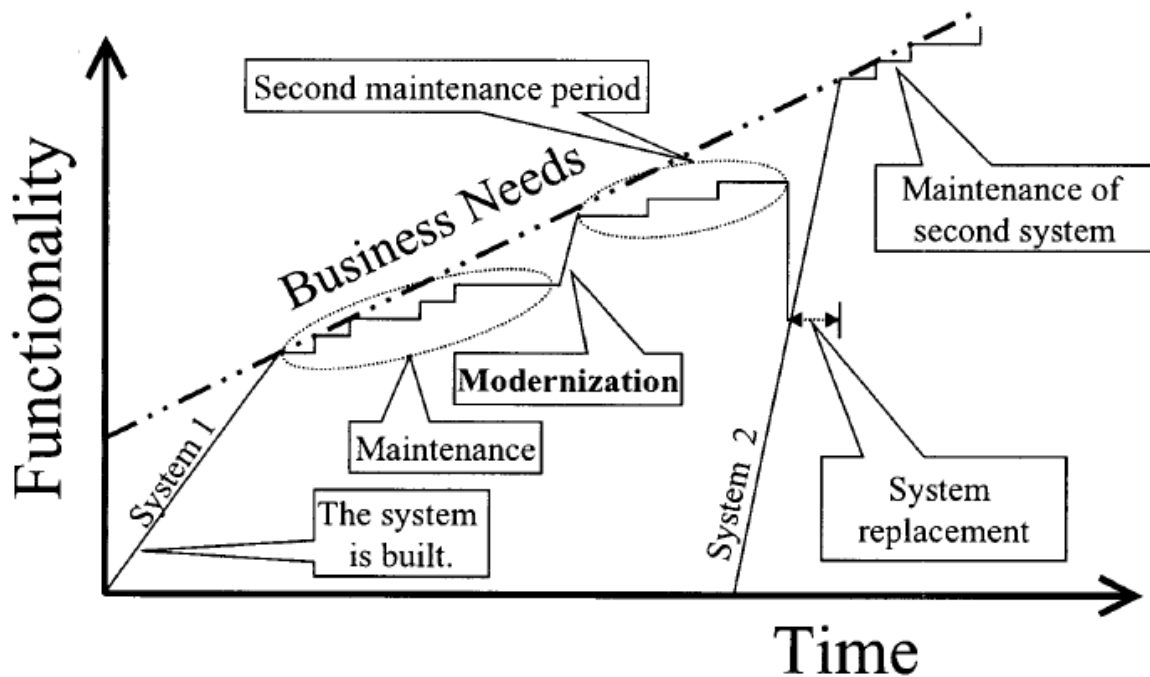 Functionality
Second maintenance period
Business Needs
Maintenance of
second system
Modernization
Maintenance
System 1
The system
is built.
System 2
System
replacement
Time